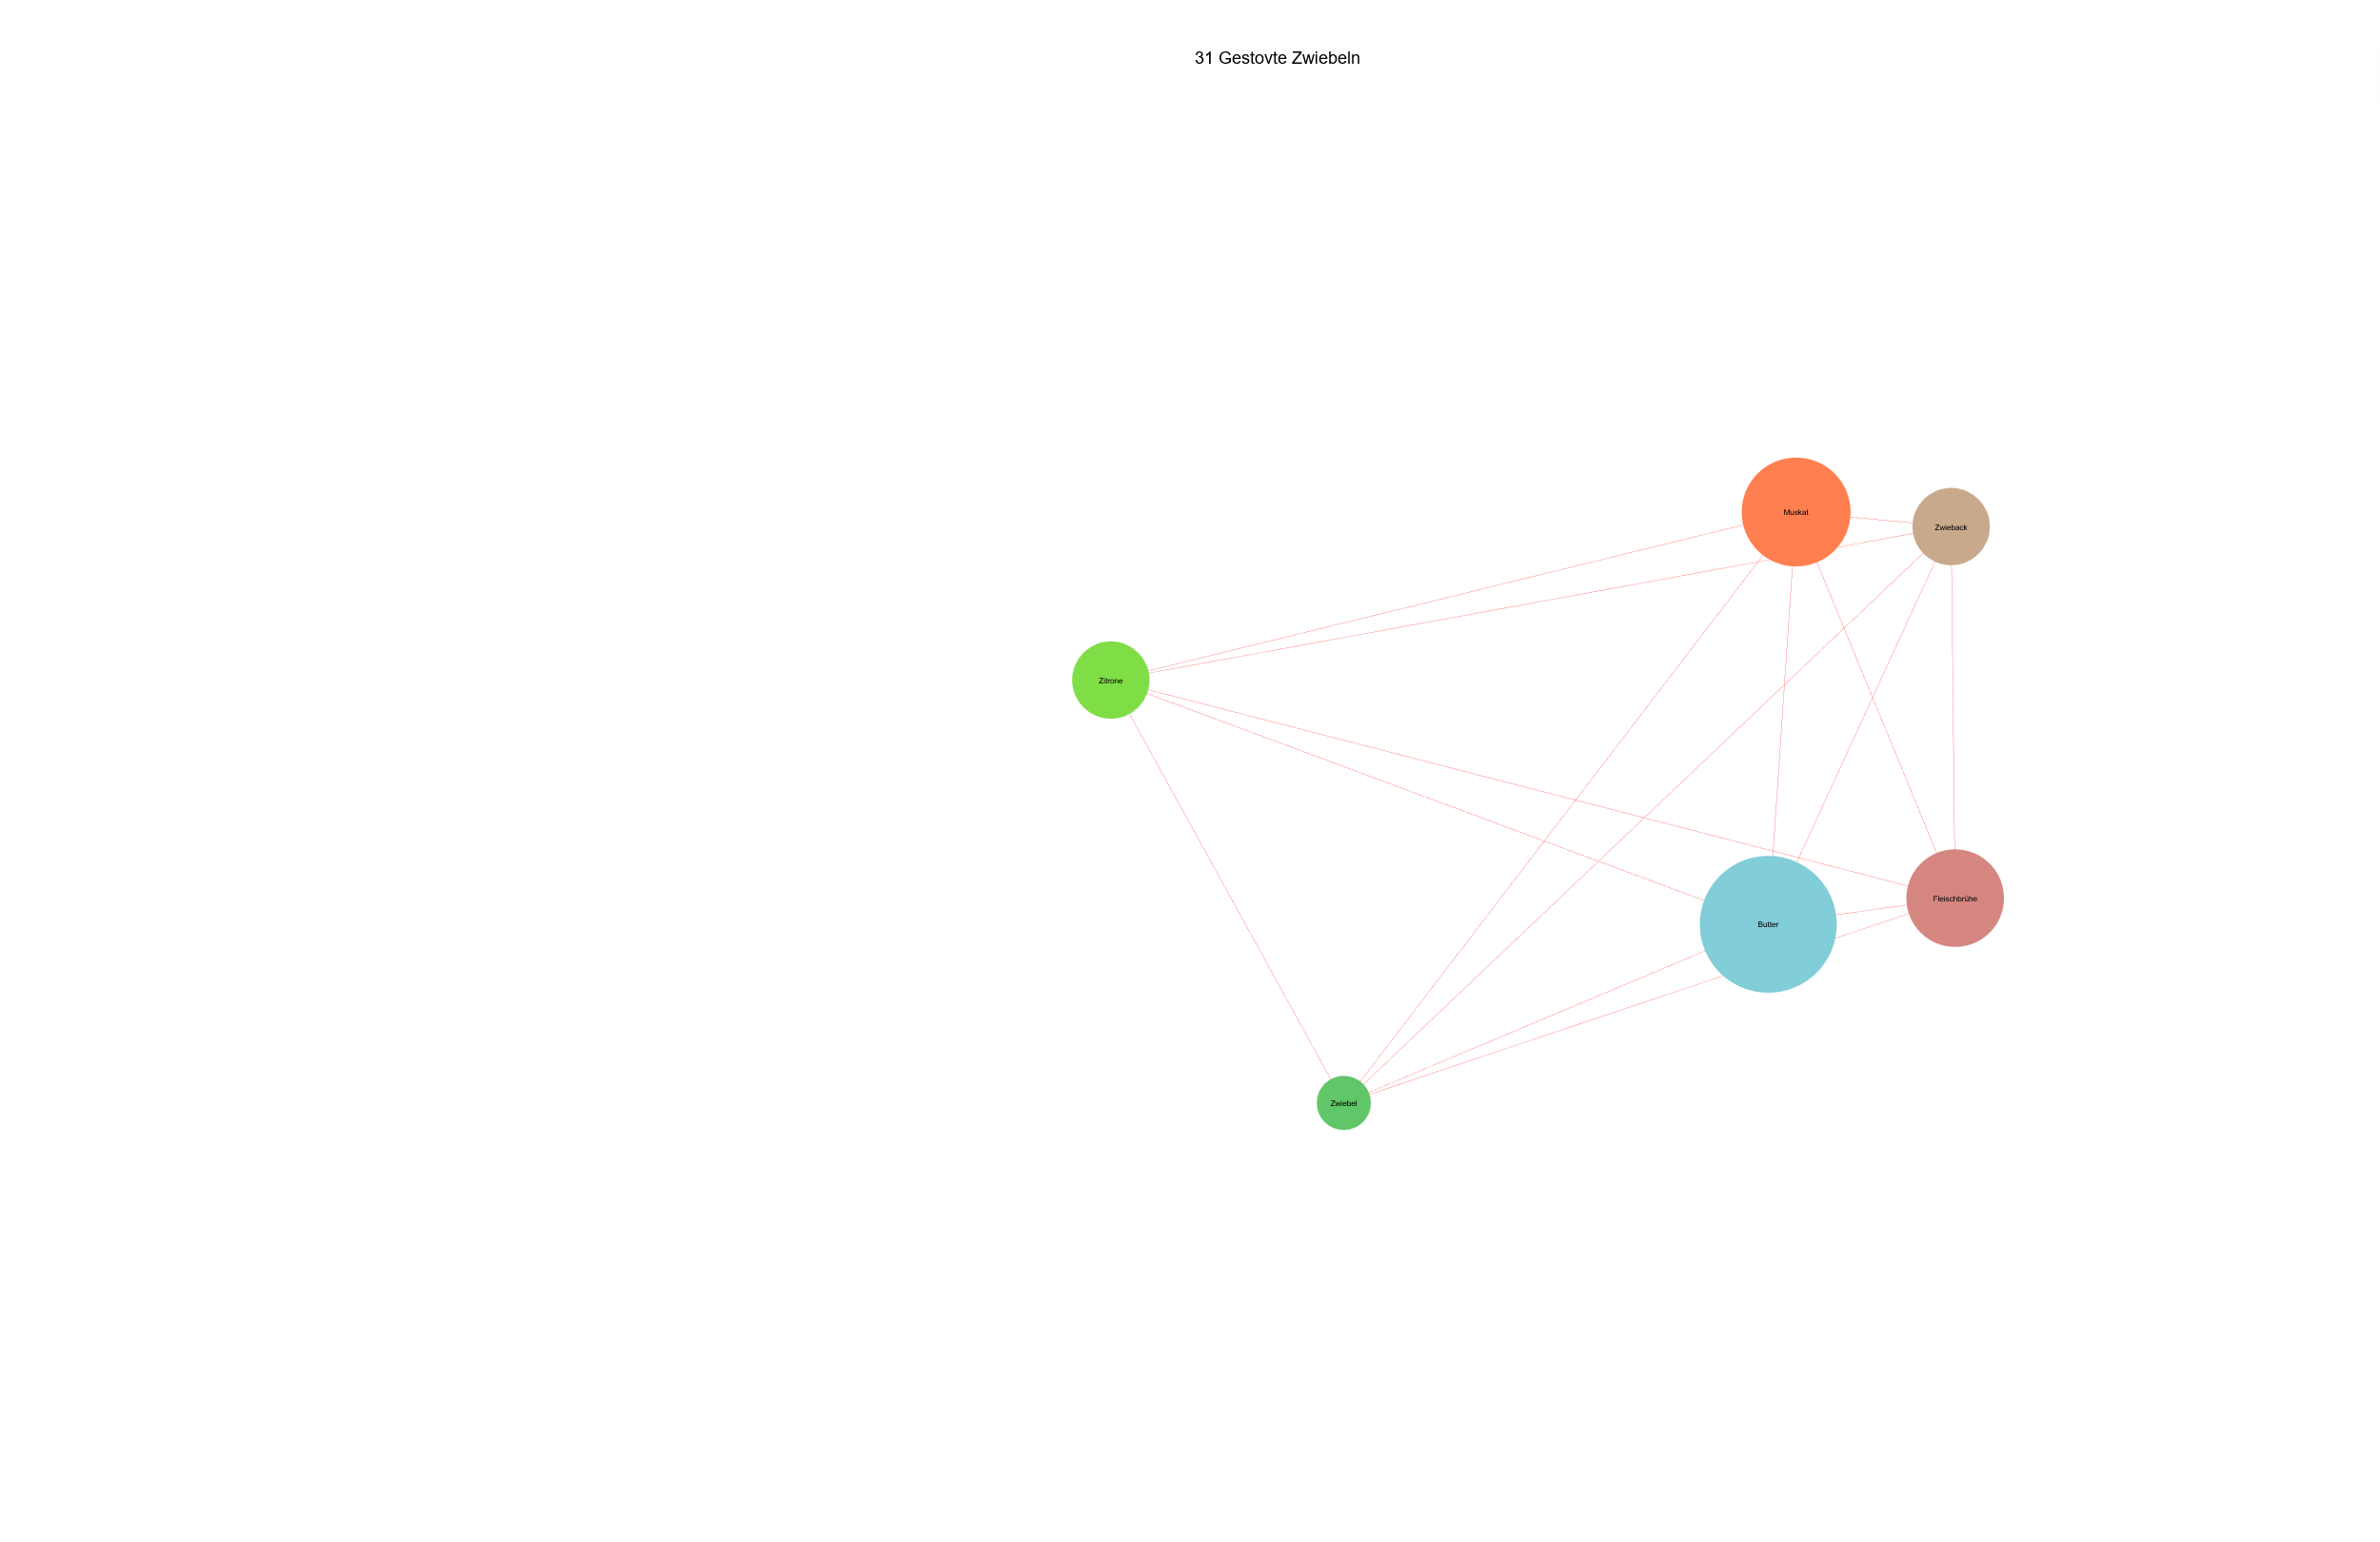 31 Gestovte Zwiebeln
Muskat
Zwieback
Zitrone
Fleischbrühe
Butter
Zwiebel